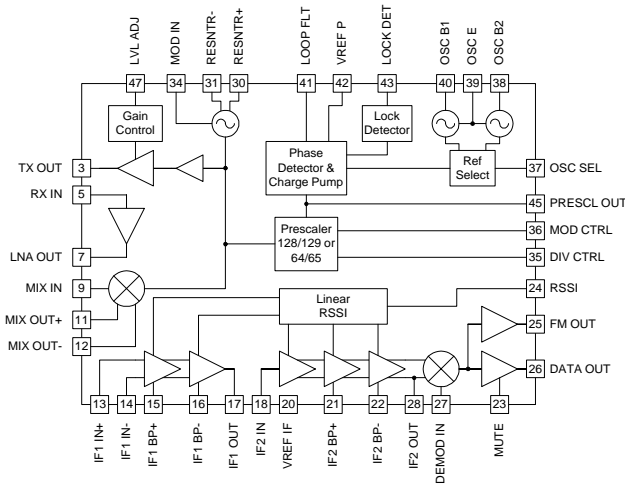 LVL ADJ
MOD IN
RESNTR-
RESNTR+
LOOP FLT
VREF P
LOCK DET
OSC B1
OSC E
OSC B2
47
34
31
30
41
42
43
40
39
38
Gain
Control
Lock
Detector
Phase
Detector &
Charge Pump
Ref
Select
TX OUT
3
37
OSC SEL
RX IN
5
45
PRESCL OUT
Prescaler
128/129 or
64/65
36
MOD CTRL
LNA OUT
7
35
DIV CTRL
MIX IN
9
24
RSSI
Linear
RSSI
MIX OUT+
11
25
FM OUT
MIX OUT-
12
26
DATA OUT
13
14
15
16
17
18
20
21
22
28
27
23
IF1 IN+
IF1 IN-
IF1 BP+
IF1 BP-
IF1 OUT
IF2 IN
VREF IF
IF2 BP+
IF2 BP-
IF2 OUT
DEMOD IN
MUTE